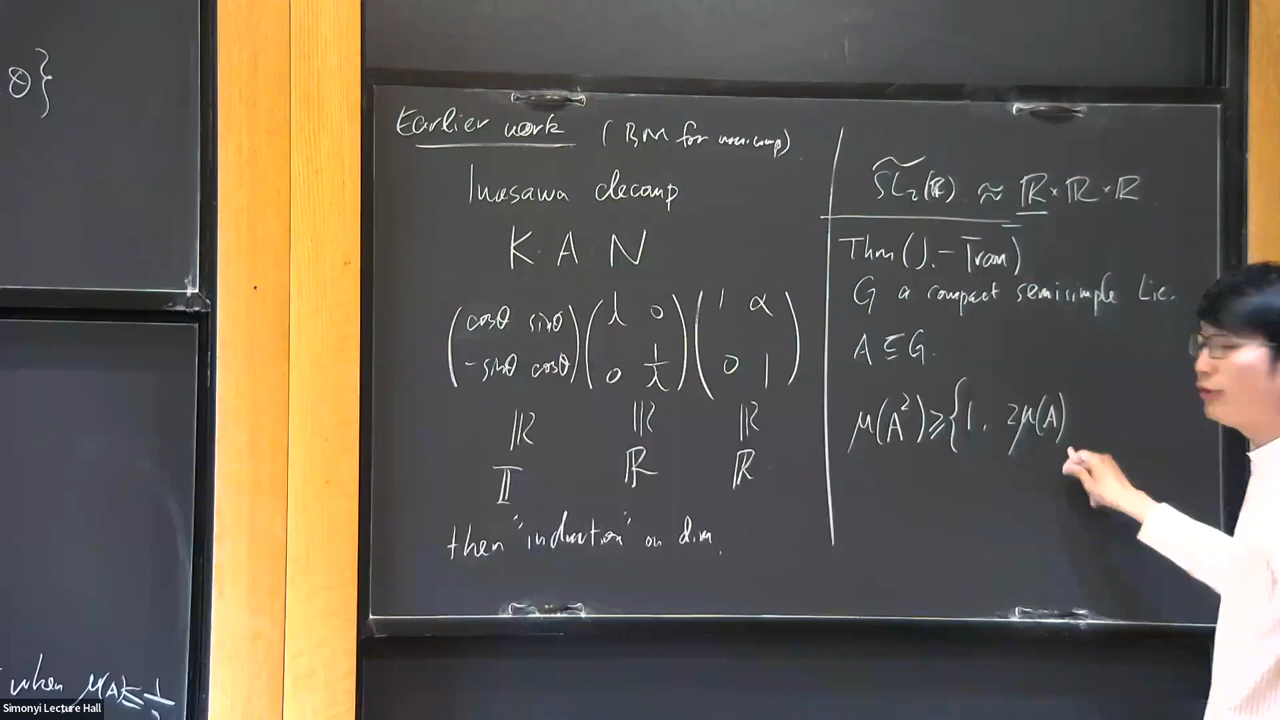 θ}
when μ(A) ≤ 1/
Simonyi Lecture Hall
Earlier work (BM for noncomp)
Iwasawa decomp
K A N
(cosθ sinθ / -sinθ cosθ) (λ 0 / 0 1/λ) (1 α / 0 1)
ℝ ℝ ℝ
𝕋 ℝ ℝ
then "induction" on dim.
S̃L₂(ℝ) ≈ ℝ × ℝ × ℝ
Thm (J. - Tran)
G a compact semisimple Lie.
A ⊆ G.
μ(A²) ≥ {1, 2μ(A)